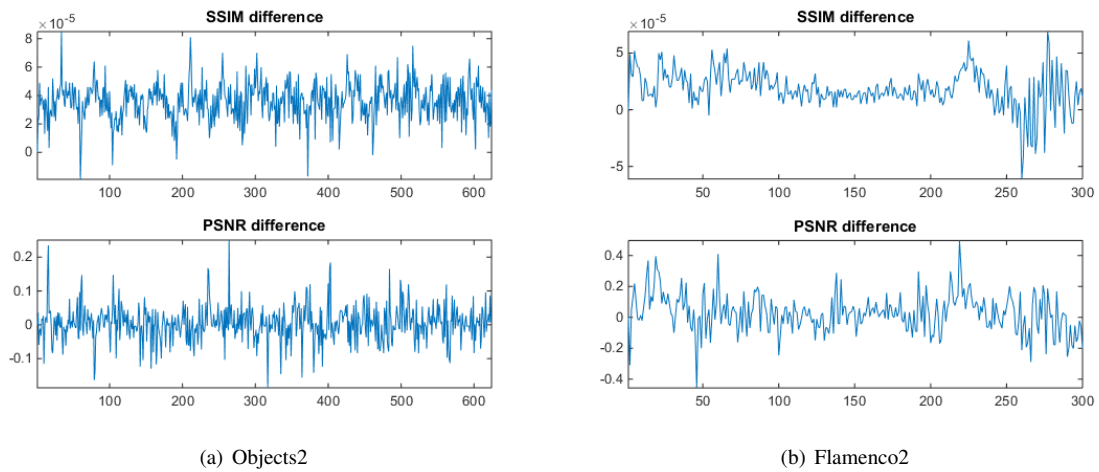 SSIM difference
×10⁻⁵
8
6
4
2
0
100 200 300 400 500 600
PSNR difference
0.2
0.1
0
-0.1
100 200 300 400 500 600
(a) Objects2
SSIM difference
×10⁻⁵
5
0
-5
50 100 150 200 250 300
PSNR difference
0.4
0.2
0
-0.2
-0.4
50 100 150 200 250 300
(b) Flamenco2